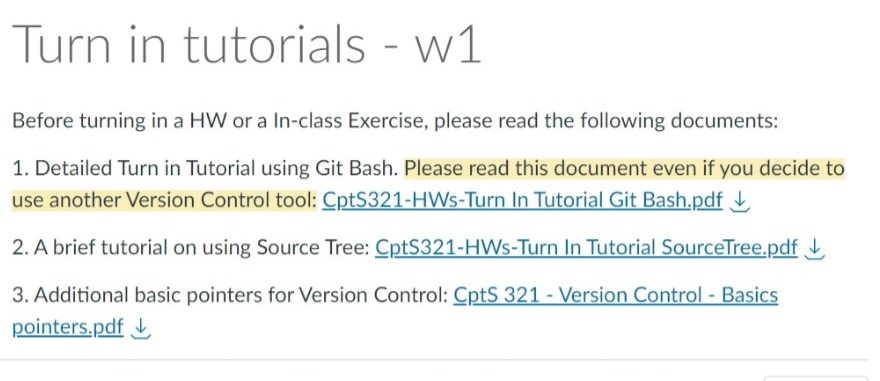 Turn in tutorials - w1
Before turning in a HW or a In-class Exercise, please read the following documents:
1. Detailed Turn in Tutorial using Git Bash. Please read this document even if you decide to
use another Version Control tool: CptS321-HWs-Turn In Tutorial Git Bash.pdf
2. A brief tutorial on using Source Tree: CptS321-HWs-Turn In Tutorial SourceTree.pdf
3. Additional basic pointers for Version Control: CptS 321 - Version Control - Basics
pointers.pdf